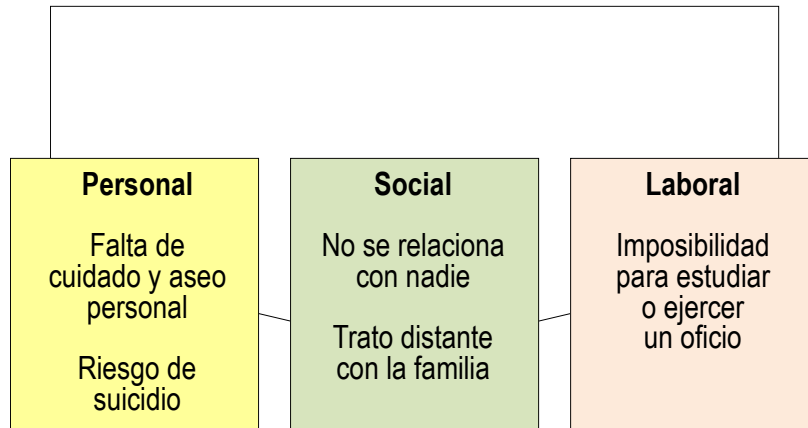 Personal
Falta de
cuidado y aseo
personal
Riesgo de
suicidio
Social
No se relaciona
con nadie
Trato distante
con la familia
Laboral
Imposibilidad
para estudiar
o ejercer
un oficio